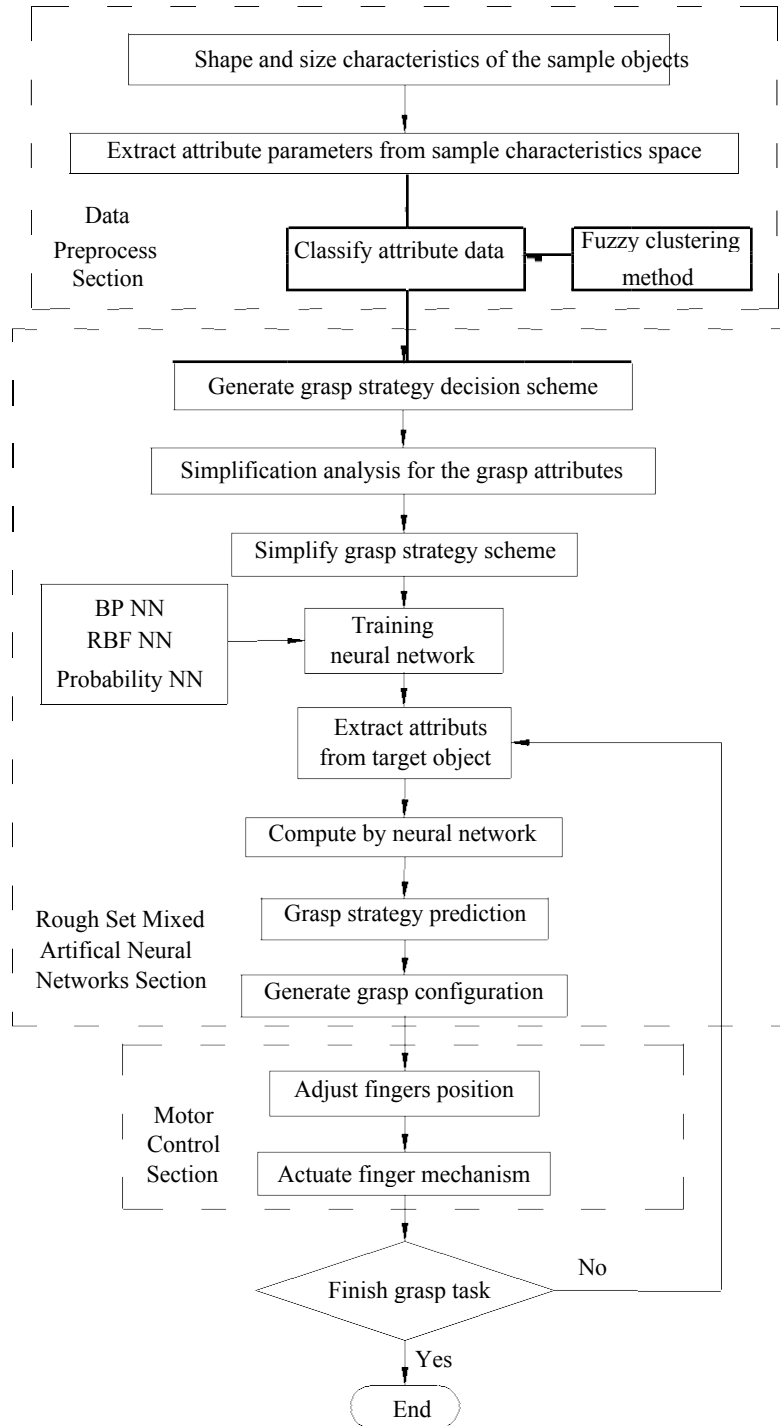 Shape and size characteristics of the sample objects
Extract attribute parameters from sample characteristics space
Data
Preprocess
Section
Classify attribute data
Fuzzy clustering
method
Generate grasp strategy decision scheme
Simplification analysis for the grasp attributes
Simplify grasp strategy scheme
BP NN
RBF NN
Probability NN
Training
neural network
Extract attributs
from target object
Compute by neural network
Grasp strategy prediction
Rough Set Mixed
Artifical Neural
Networks Section
Generate grasp configuration
Adjust fingers position
Motor
Control
Section
Actuate finger mechanism
Finish grasp task
No
Yes
End